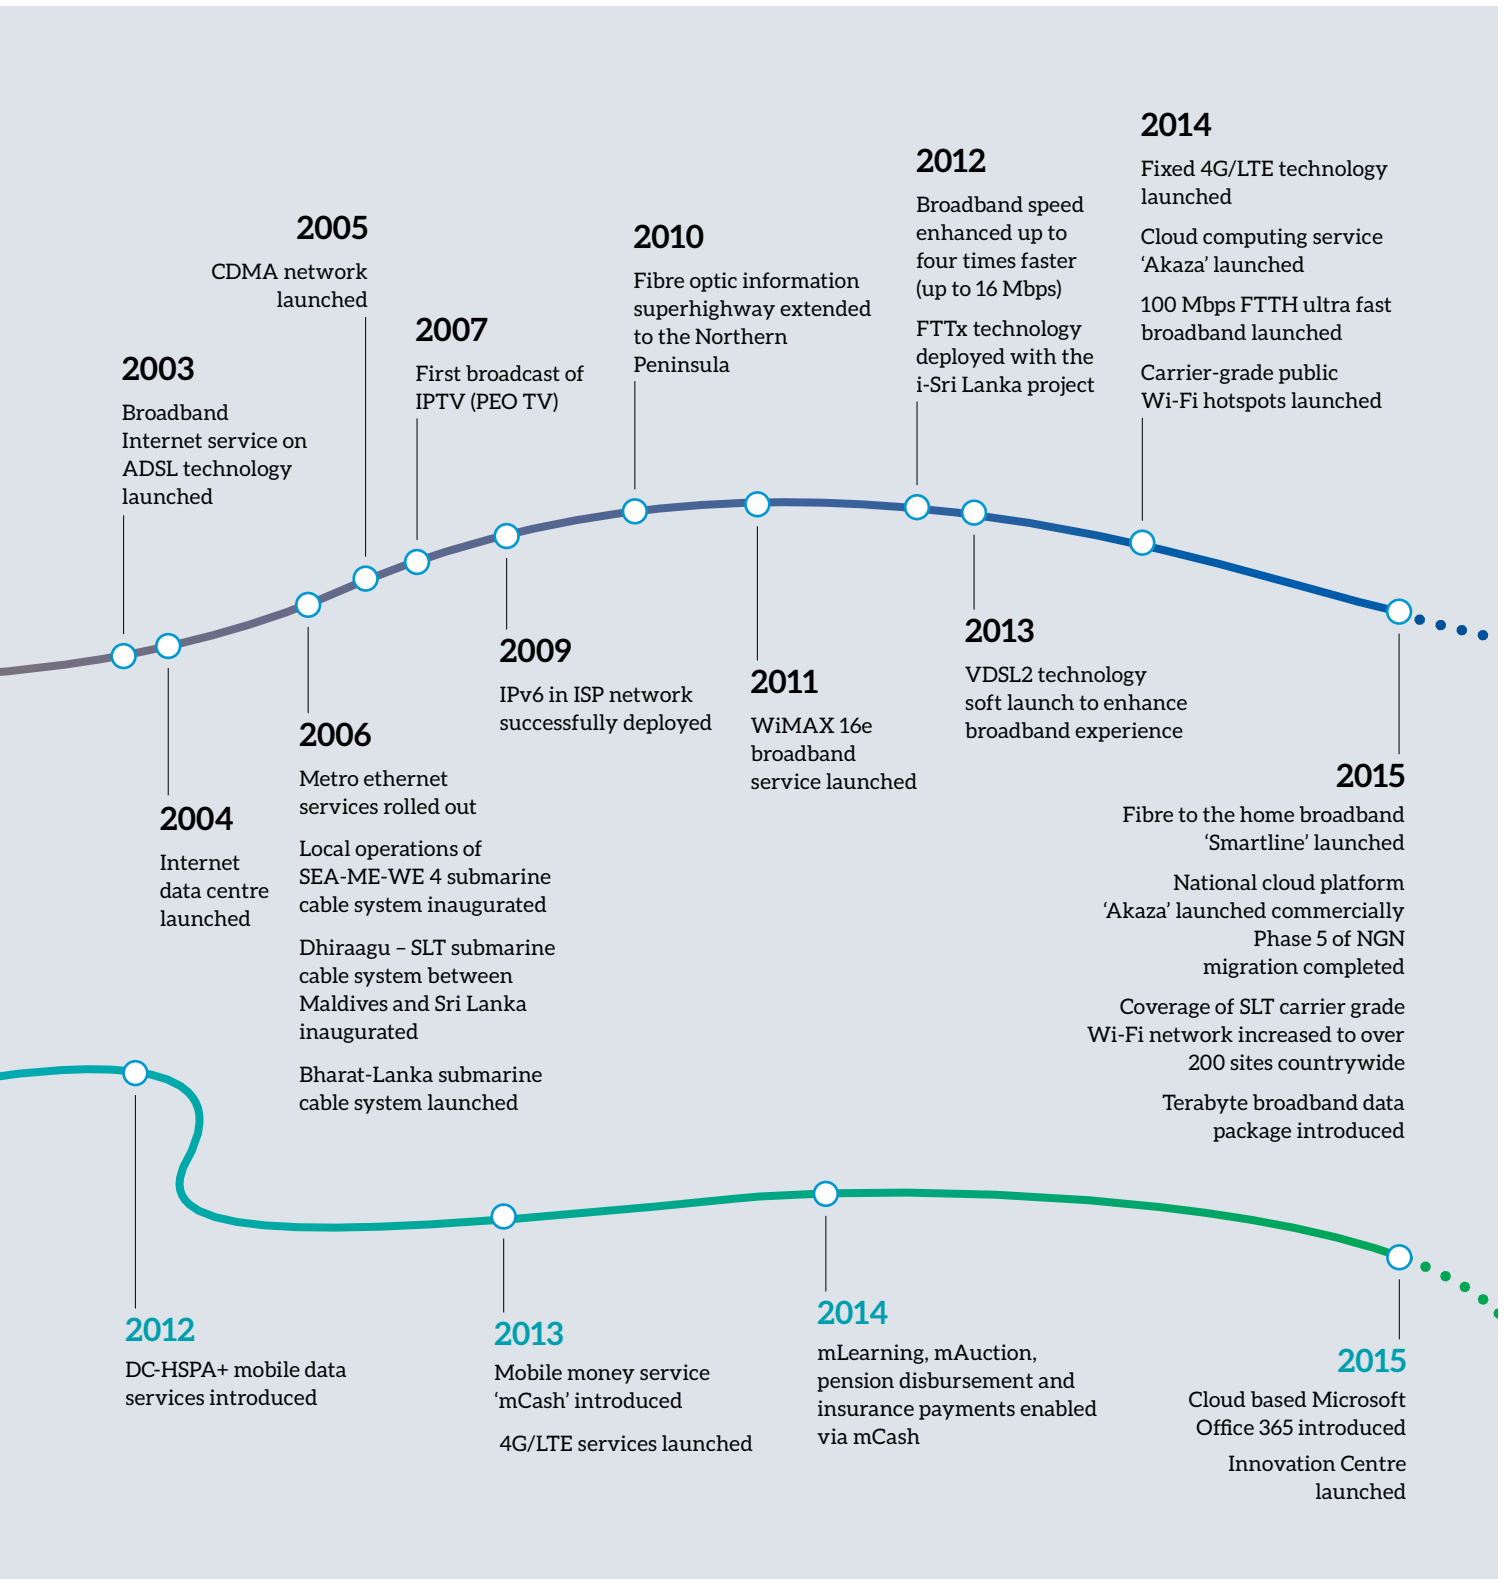 2003
Broadband
Internet service on
ADSL technology
launched
2004
Internet
data centre
launched
2005
CDMA network
launched
2006
Metro ethernet
services rolled out
Local operations of
SEA-ME-WE 4 submarine
cable system inaugurated
Dhiraagu – SLT submarine
cable system between
Maldives and Sri Lanka
inaugurated
Bharat-Lanka submarine
cable system launched
2007
First broadcast of
IPTV (PEO TV)
2009
IPv6 in ISP network
successfully deployed
2010
Fibre optic information
superhighway extended
to the Northern
Peninsula
2011
WiMAX 16e
broadband
service launched
2012
Broadband speed
enhanced up to
four times faster
(up to 16 Mbps)
FTTx technology
deployed with the
i-Sri Lanka project
2013
VDSL2 technology
soft launch to enhance
broadband experience
2014
Fixed 4G/LTE technology
launched
Cloud computing service
‘Akaza’ launched
100 Mbps FTTH ultra fast
broadband launched
Carrier-grade public
Wi-Fi hotspots launched
2015
Fibre to the home broadband
‘Smartline’ launched
National cloud platform
‘Akaza’ launched commercially
Phase 5 of NGN
migration completed
Coverage of SLT carrier grade
Wi-Fi network increased to over
200 sites countrywide
Terabyte broadband data
package introduced
2012
DC-HSPA+ mobile data
services introduced
2013
Mobile money service
‘mCash’ introduced
4G/LTE services launched
2014
mLearning, mAuction,
pension disbursement and
insurance payments enabled
via mCash
2015
Cloud based Microsoft
Office 365 introduced
Innovation Centre
launched